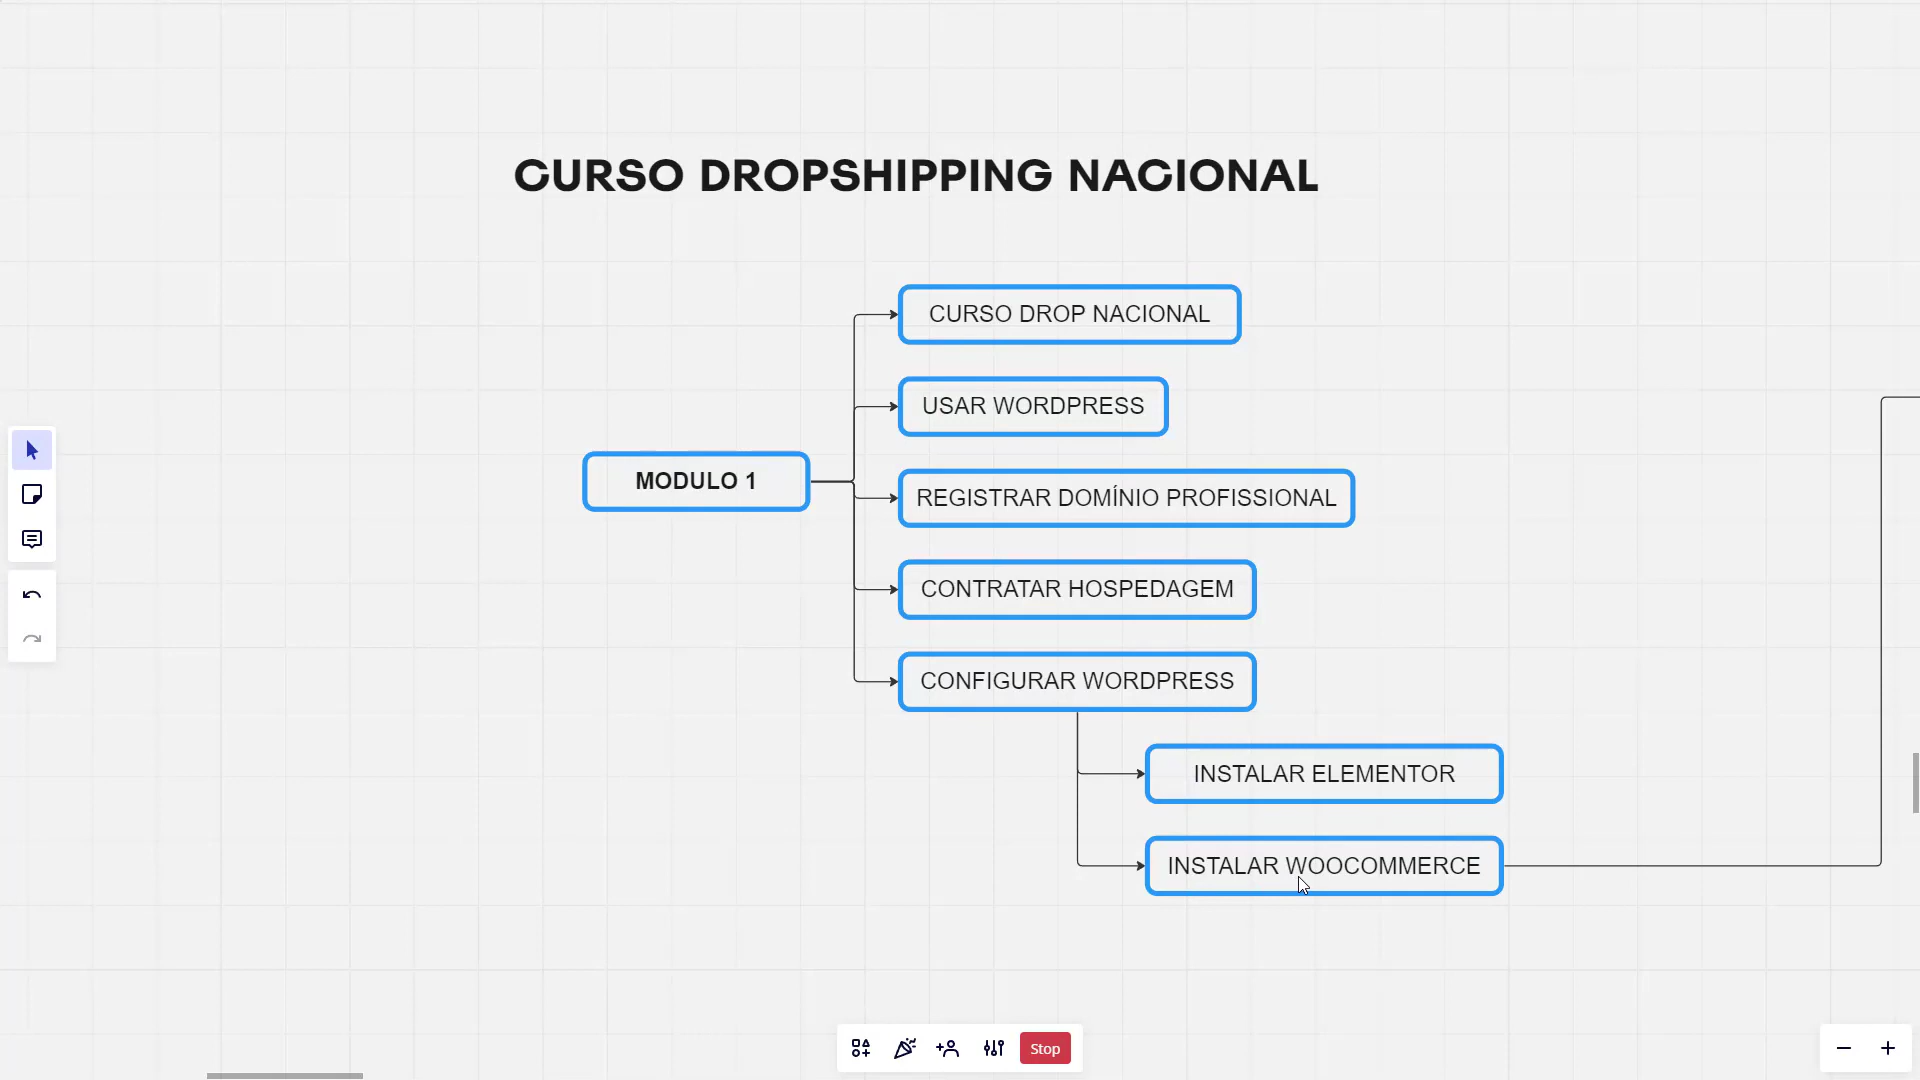 CURSO DROPSHIPPING NACIONAL
CURSO DROP NACIONAL
USAR WORDPRESS
MODULO 1
REGISTRAR DOMÍNIO PROFISSIONAL
CONTRATAR HOSPEDAGEM
CONFIGURAR WORDPRESS
INSTALAR ELEMENTOR
INSTALAR WOOCOMMERCE
Stop